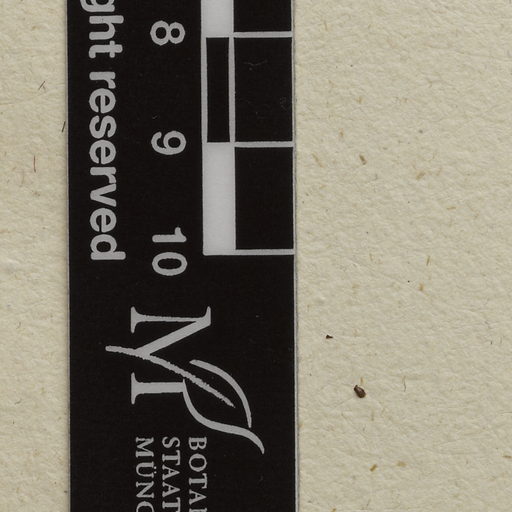 ght reserved
8
9
10
M
BOTA
STAAT
MÜNC